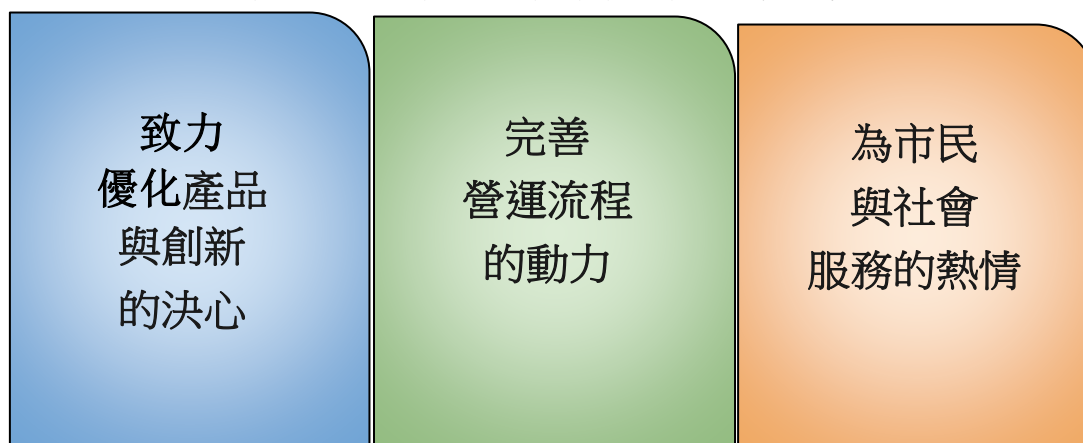 致力
優化產品
與創新
的決心
完善
營運流程
的動力
為市民
與社會
服務的熱情